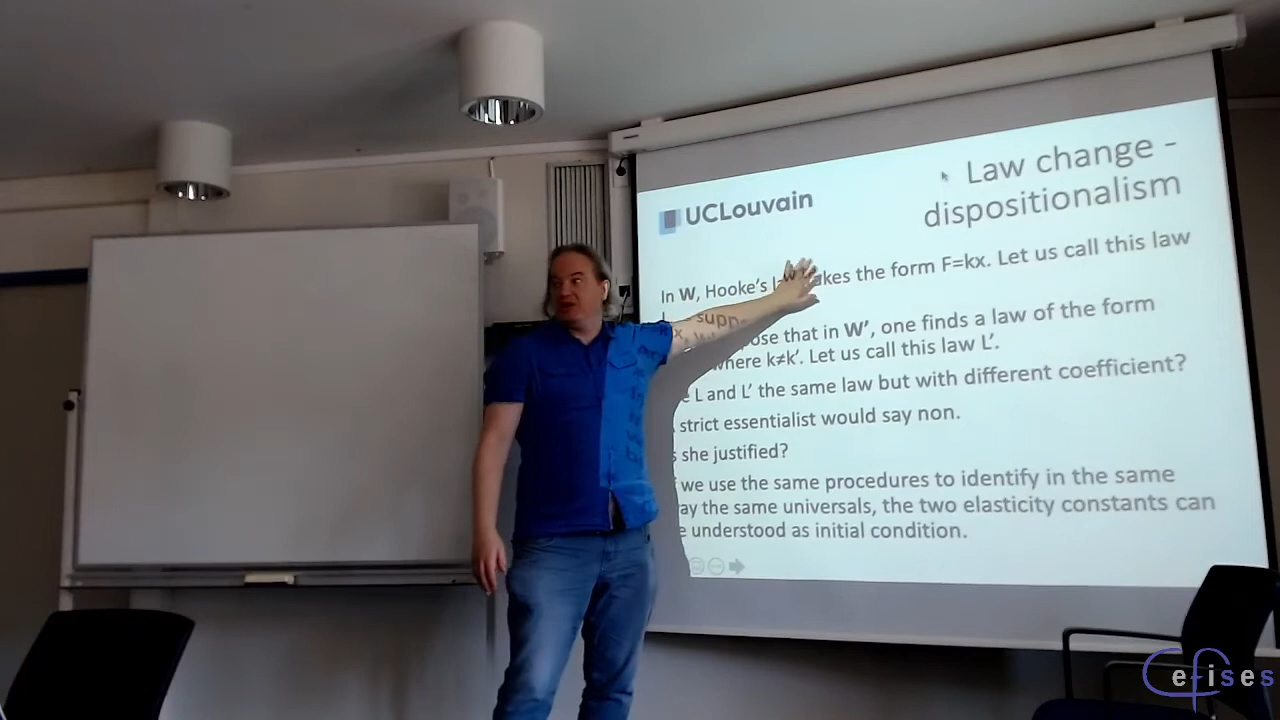 UCLouvain
Law change -
dispositionalism
In W, Hooke's takes the form F=kx. Let us call this law
suppose that in W', one finds a law of the form
where k≠k'. Let us call this law L'.
L and L' the same law but with different coefficient?
strict essentialist would say non.
she justified?
we use the same procedures to identify in the same
the same universals, the two elasticity constants can
understood as initial condition.
efises